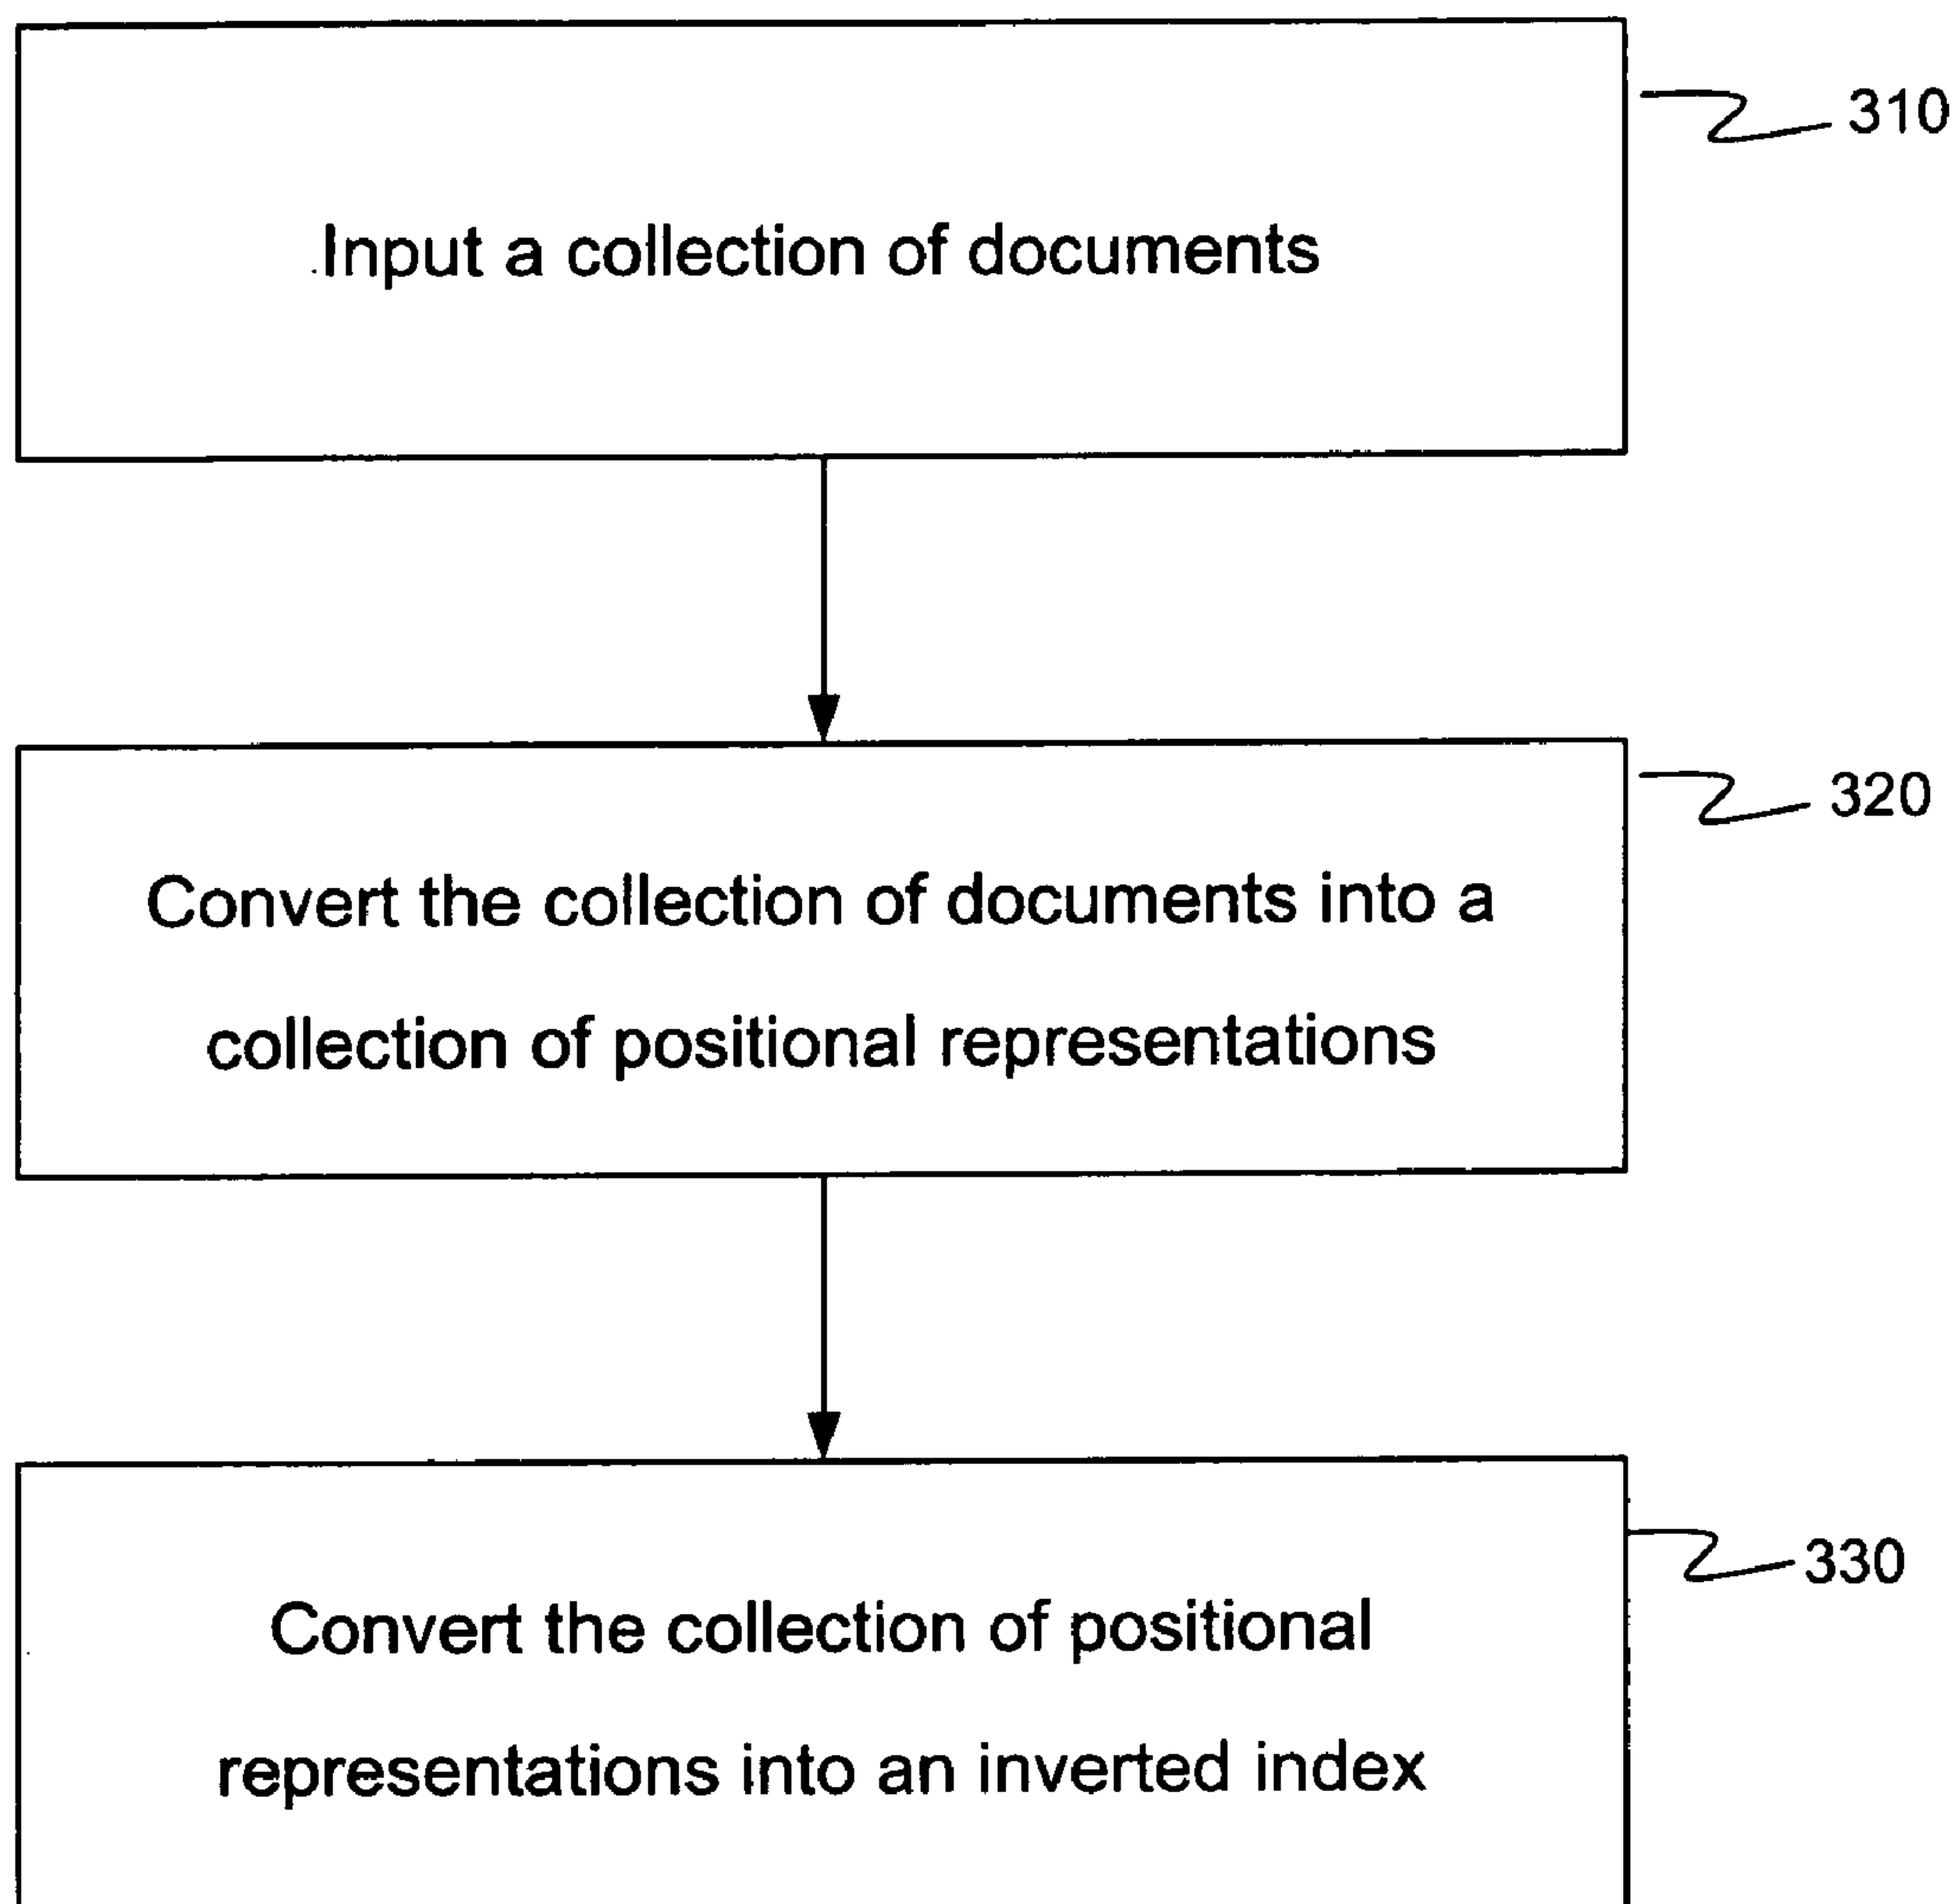 310
Input a collection of documents
320
Convert the collection of documents into a
collection of positional representations
330
Convert the collection of positional
representations into an inverted index